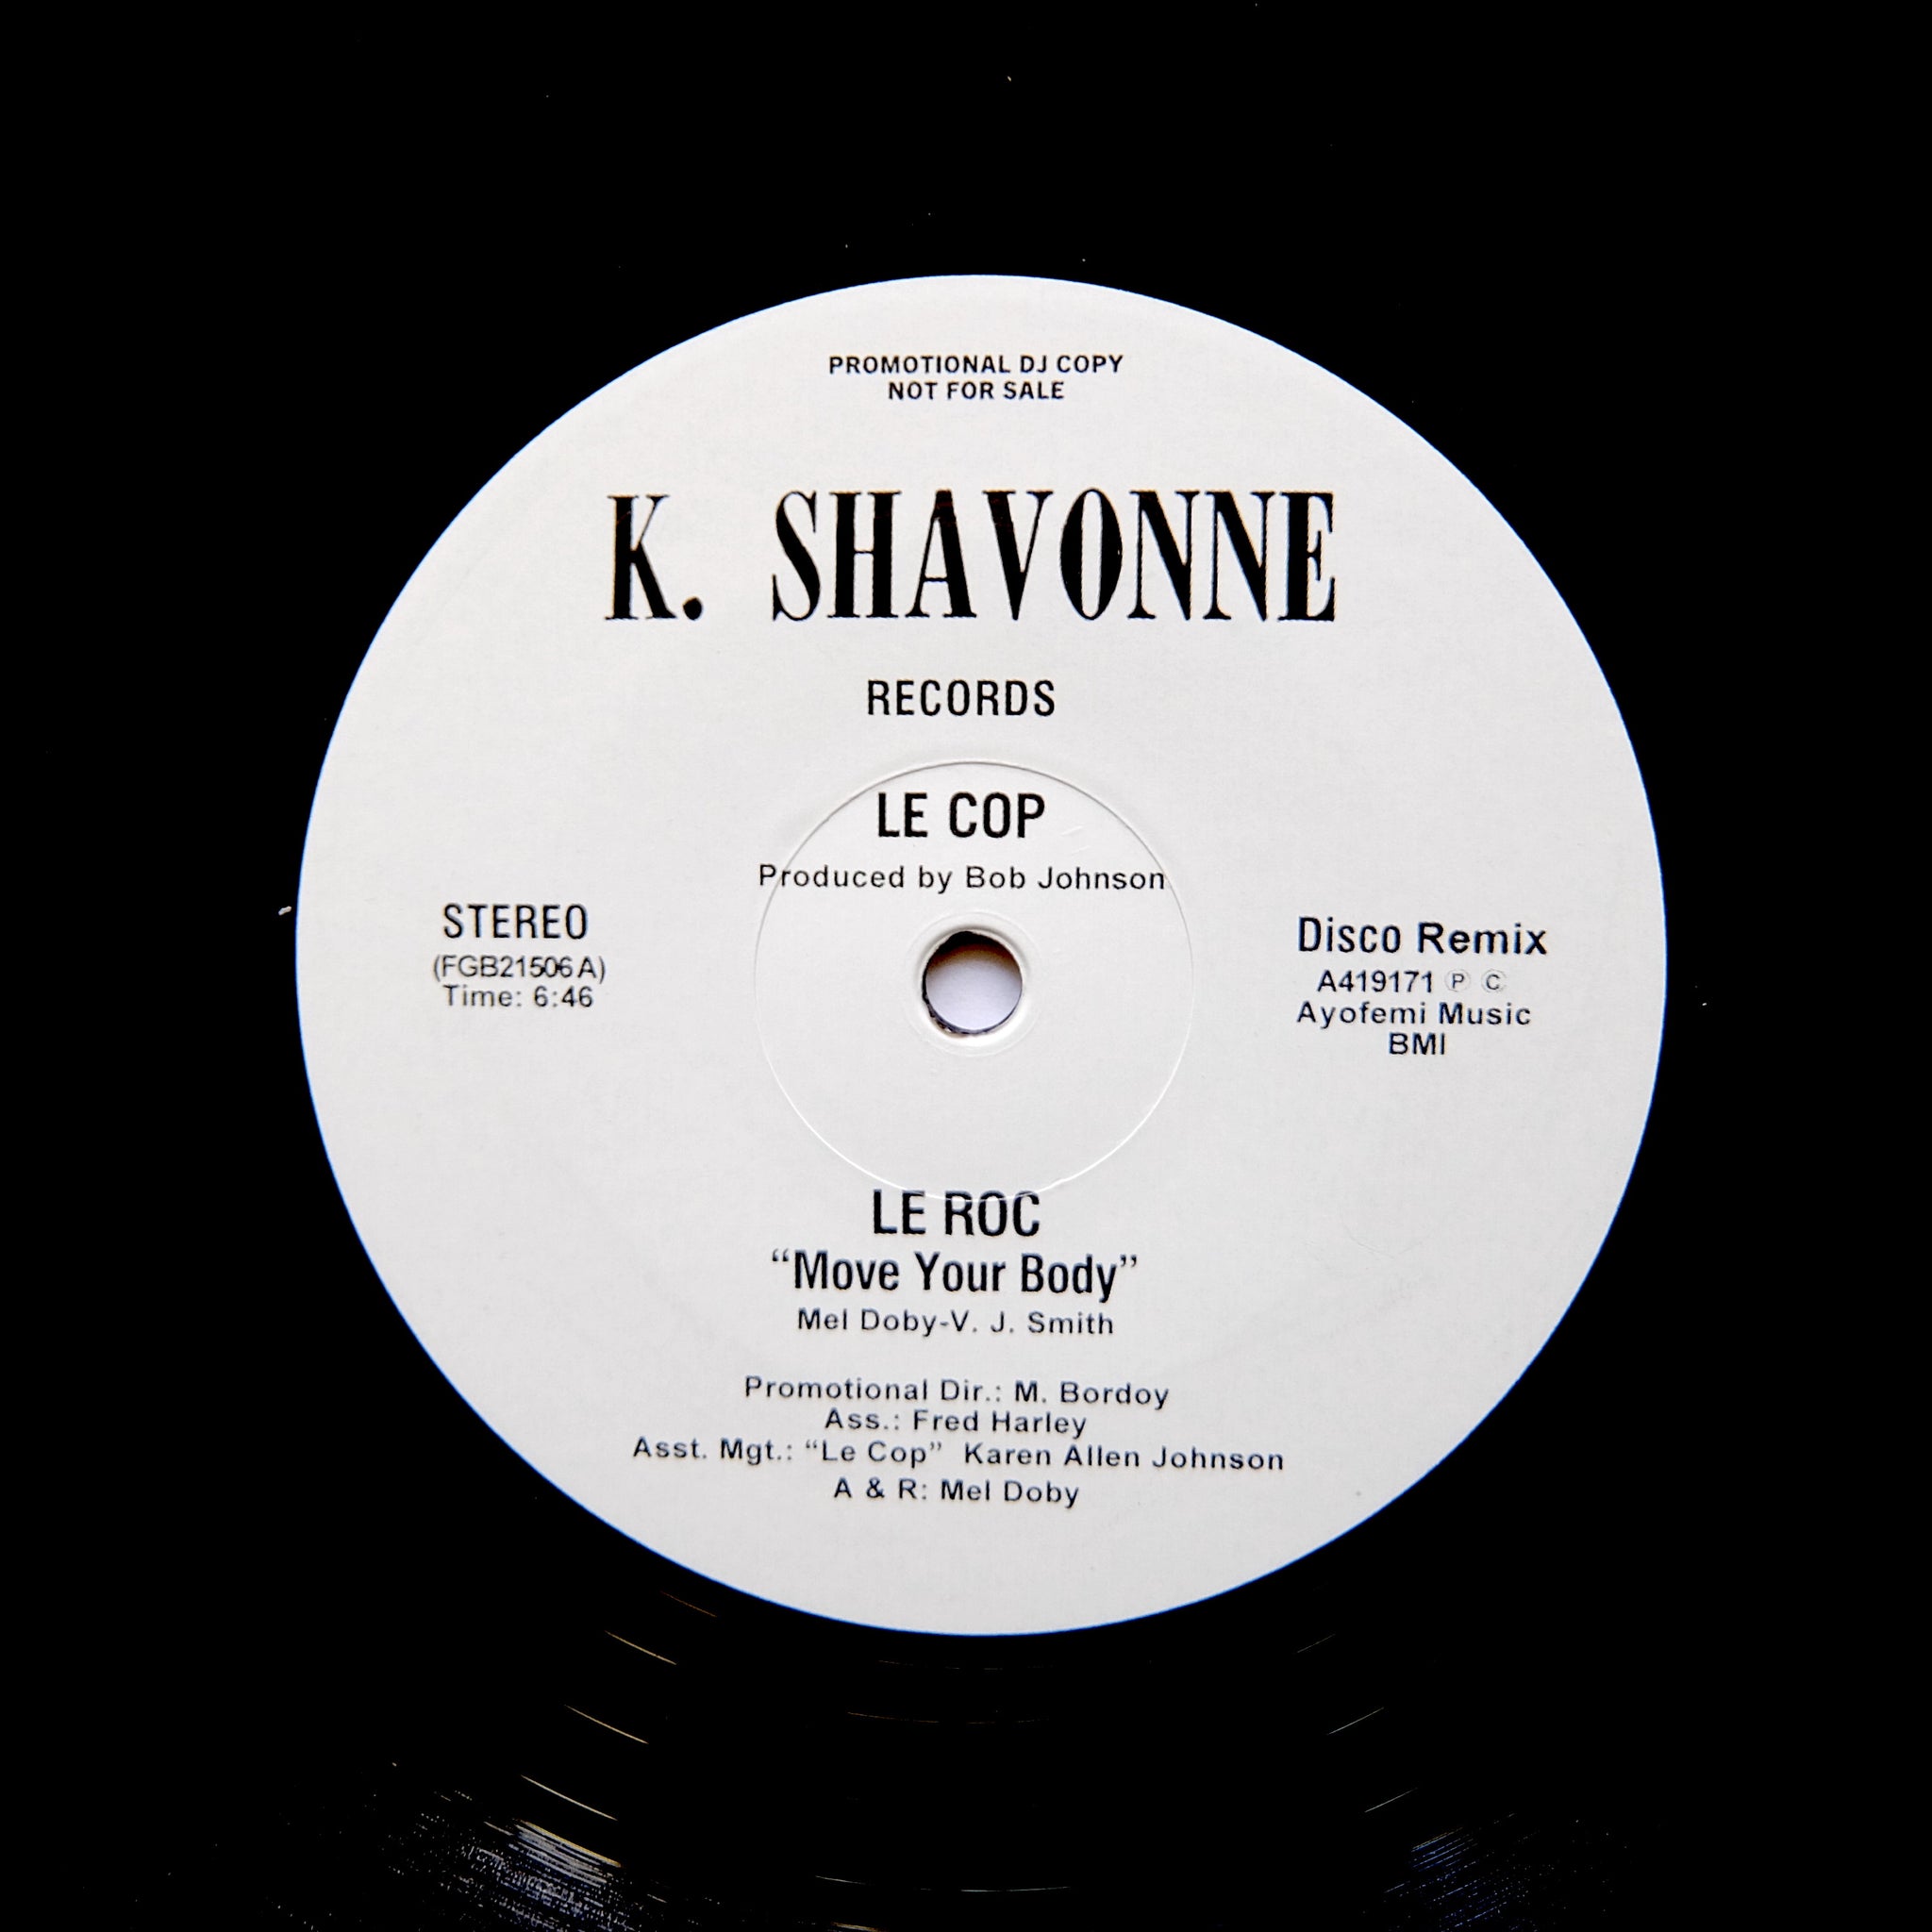 PROMOTIONAL DJ COPY
NOT FOR SALE
K. SHAVONNE
RECORDS
LE COP
Produced by Bob Johnson
STEREO
(FGB21506 A)
Time: 6:46
Disco Remix
A419171 Ⓟ Ⓒ
Ayofemi Music
BMI
LE ROC
“Move Your Body”
Mel Doby-V. J. Smith
Promotional Dir.: M. Bordoy
Ass.: Fred Harley
Asst. Mgt.: “Le Cop” Karen Allen Johnson
A & R: Mel Doby